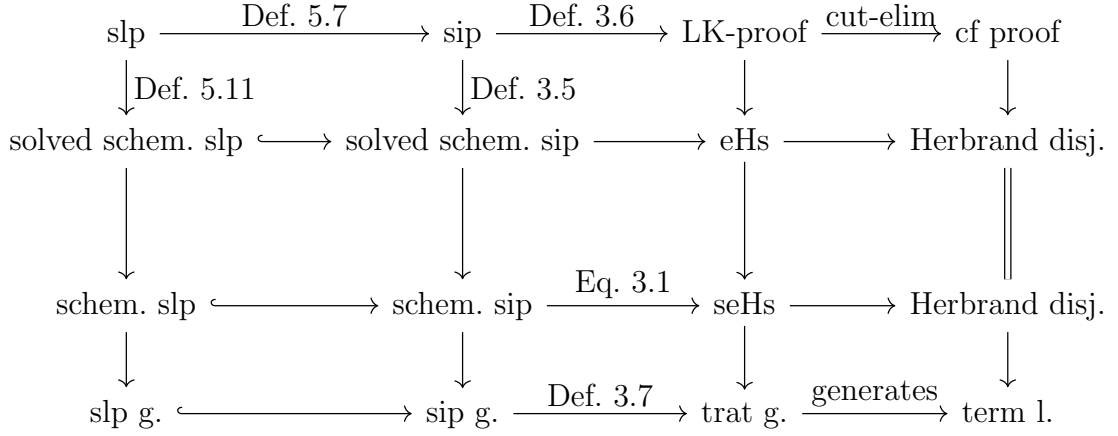 Def. 5.7 Def. 3.6 cut-elim
slp sip LK-proof cf proof
Def. 5.11 Def. 3.5
solved schem. slp solved schem. sip eHs Herbrand disj.
Eq. 3.1
schem. slp schem. sip seHs Herbrand disj.
Def. 3.7 generates
slp g. sip g. trat g. term l.